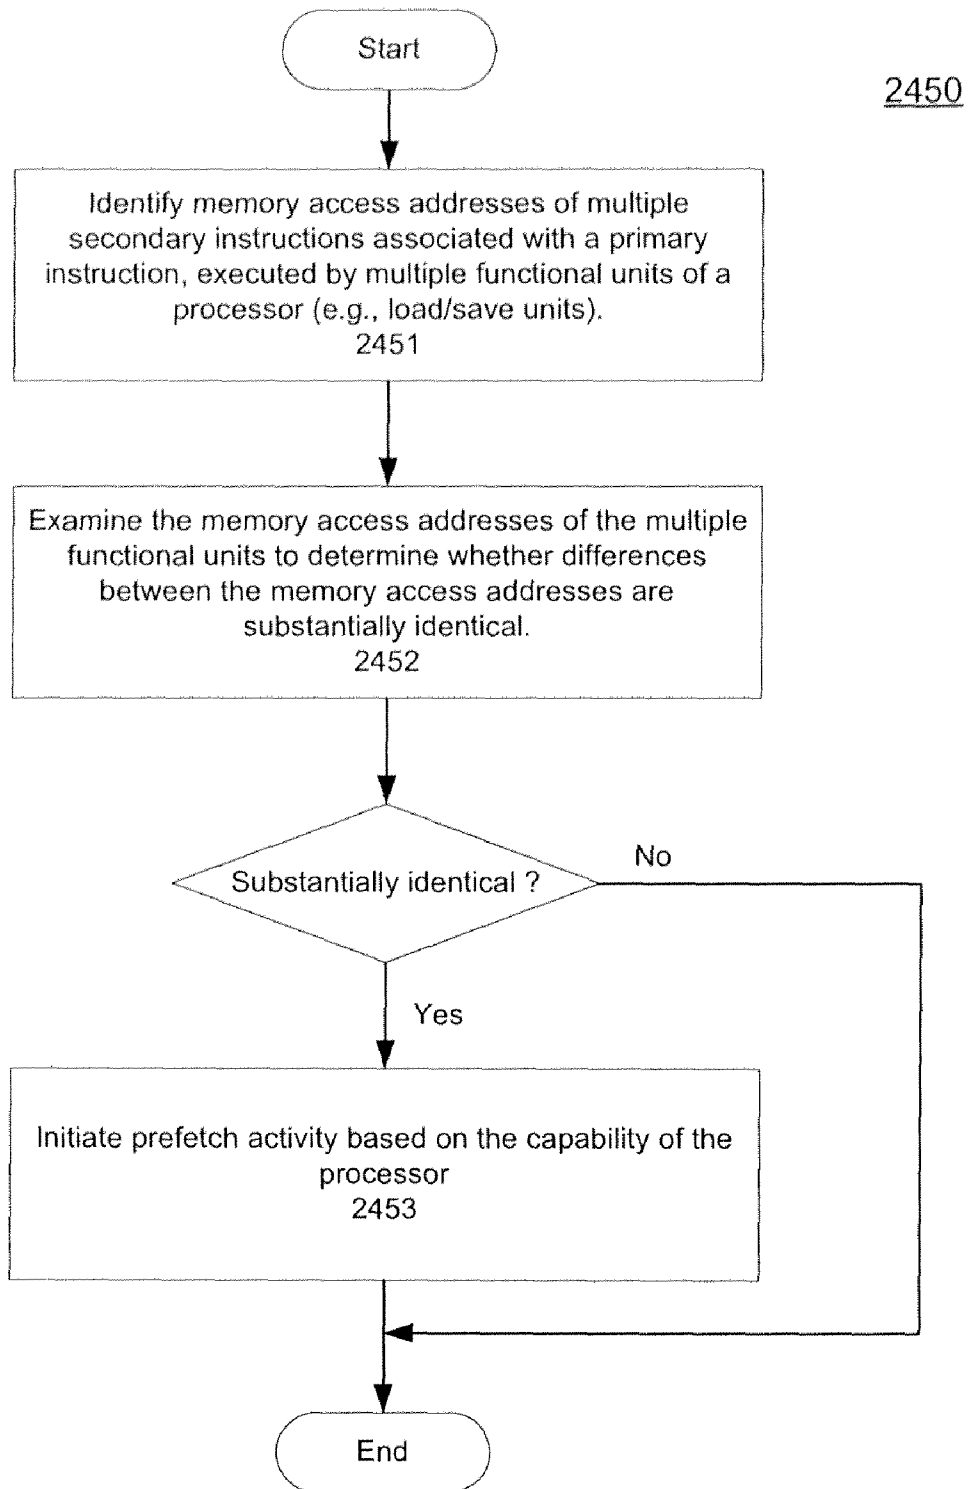 Start
2450
Identify memory access addresses of multiple
secondary instructions associated with a primary
instruction, executed by multiple functional units of a
processor (e.g., load/save units).
2451
Examine the memory access addresses of the multiple
functional units to determine whether differences
between the memory access addresses are
substantially identical.
2452
Substantially identical ?
No
Yes
Initiate prefetch activity based on the capability of the
processor
2453
End